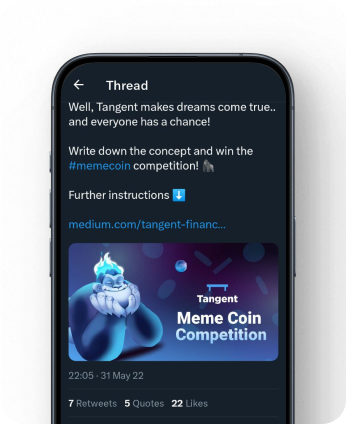 Thread
Well, Tangent makes dreams come true..
and everyone has a chance!
Write down the concept and win the
#memecoin competition! 🦍
Further instructions ⬇️
medium.com/tangent-financ...
Tangent
Meme Coin
Competition
22:05 · 31 May 22
7 Retweets 5 Quotes 22 Likes